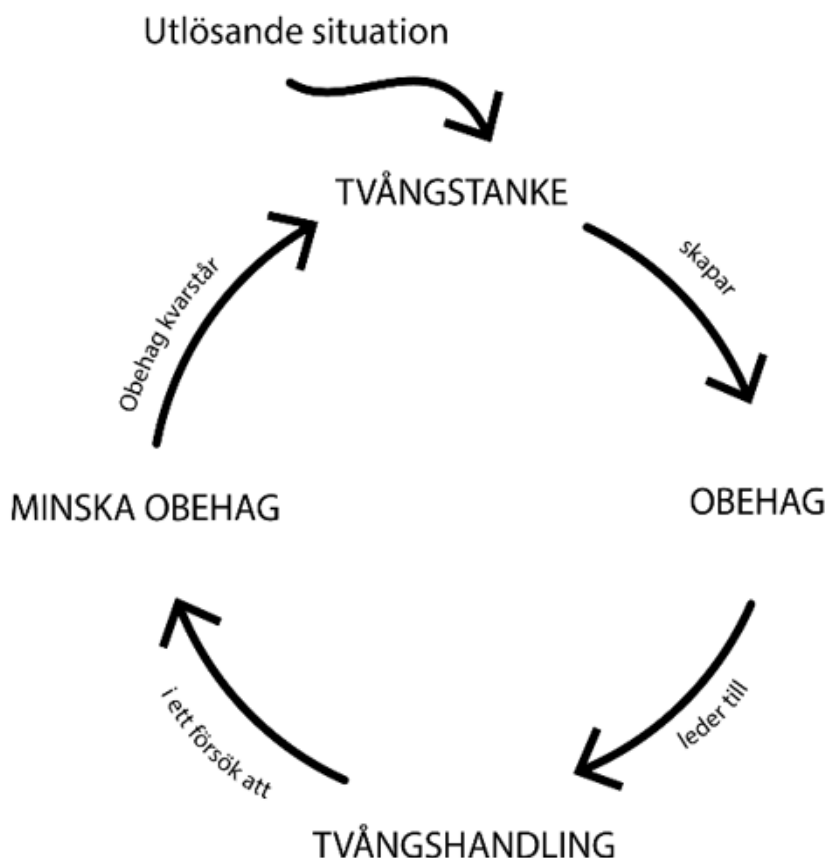 Utlösande situation
TVÅNGSTANKE
skapar
OBEHAG
leder till
TVÅNGSHANDLING
i ett försök att
MINSKA OBEHAG
Obehag kvarstår